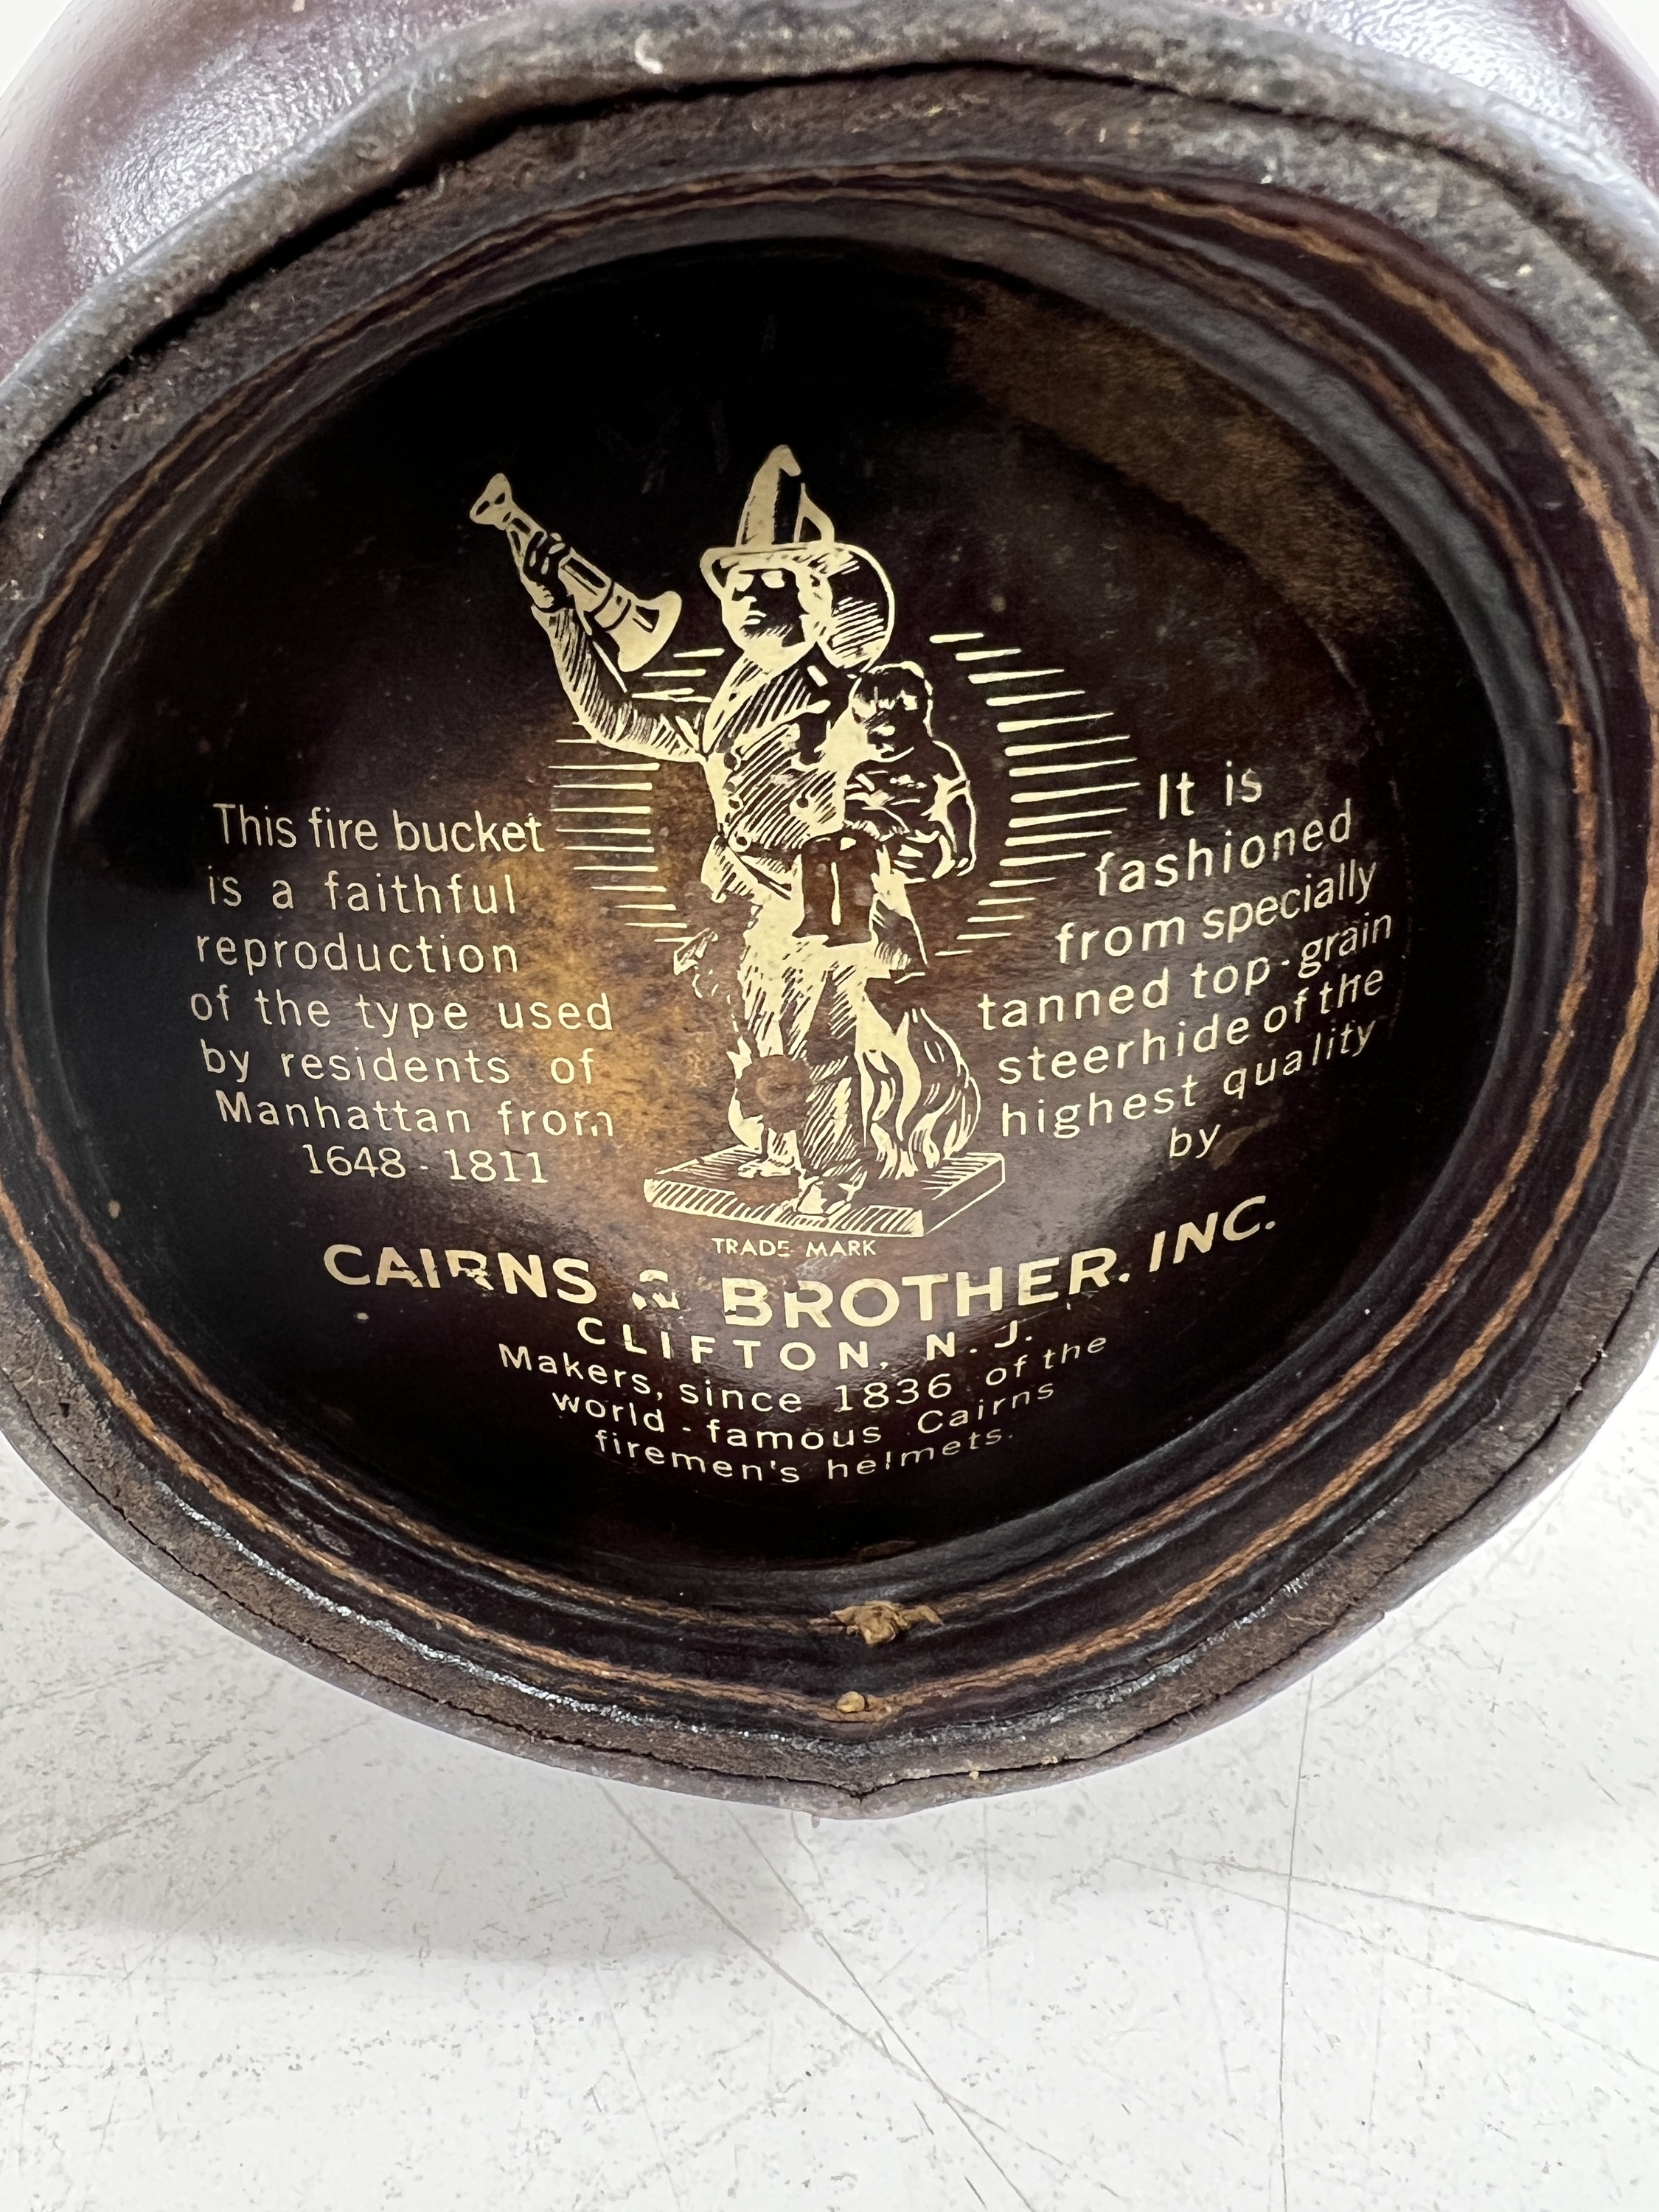 This fire bucket
is a faithful
reproduction
of the type used
by residents of
Manhattan from
1648 - 1811
It is
fashioned
from specially
tanned top-grain
steerhide of the
highest quality
by
TRADE MARK
CAIRNS & BROTHER, INC.
CLIFTON, N. J.
Makers, since 1836 of the
world-famous Cairns
firemen's helmets.